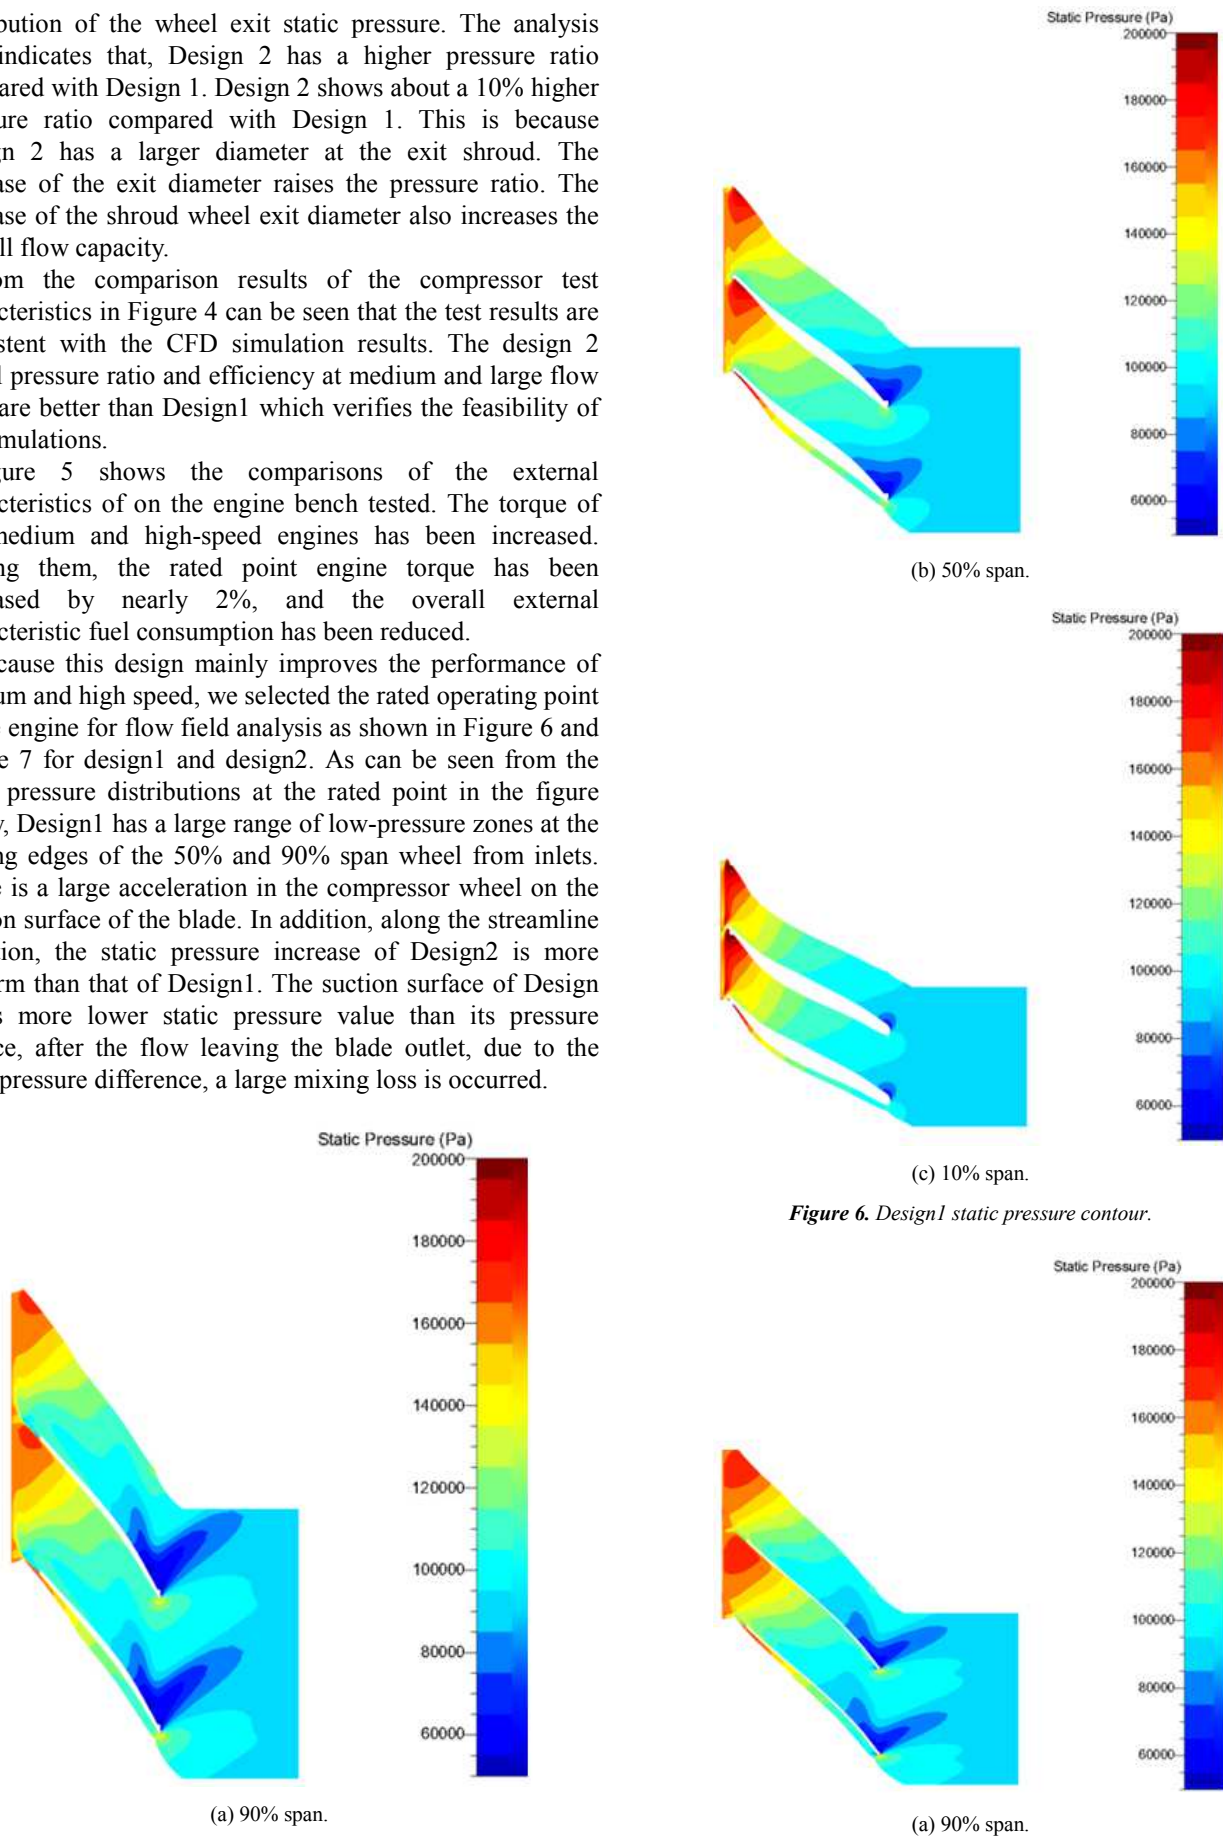 bution of the wheel exit static pressure. The analysis
indicates that, Design 2 has a higher pressure ratio
ared with Design 1. Design 2 shows about a 10% higher
ure ratio compared with Design 1. This is because
gn 2 has a larger diameter at the exit shroud. The
ase of the exit diameter raises the pressure ratio. The
ase of the shroud wheel exit diameter also increases the
ll flow capacity.
om the comparison results of the compressor test
cteristics in Figure 4 can be seen that the test results are
stent with the CFD simulation results. The design 2
l pressure ratio and efficiency at medium and large flow
are better than Design1 which verifies the feasibility of
mulations.
gure 5 shows the comparisons of the external
cteristics of on the engine bench tested. The torque of
medium and high-speed engines has been increased.
ng them, the rated point engine torque has been
ased by nearly 2%, and the overall external
cteristic fuel consumption has been reduced.
cause this design mainly improves the performance of
um and high speed, we selected the rated operating point
e engine for flow field analysis as shown in Figure 6 and
e 7 for design1 and design2. As can be seen from the
pressure distributions at the rated point in the figure
, Design1 has a large range of low-pressure zones at the
ng edges of the 50% and 90% span wheel from inlets.
e is a large acceleration in the compressor wheel on the
on surface of the blade. In addition, along the streamline
tion, the static pressure increase of Design2 is more
rm than that of Design1. The suction surface of Design
s more lower static pressure value than its pressure
ce, after the flow leaving the blade outlet, due to the
pressure difference, a large mixing loss is occurred.
Static Pressure (Pa)
200000
180000
160000
140000
120000
100000
80000
60000
(a) 90% span.
Static Pressure (Pa)
200000
180000
160000
140000
120000
100000
80000
60000
(b) 50% span.
Static Pressure (Pa)
200000
180000
160000
140000
120000
100000
80000
60000
(c) 10% span.
Figure 6. Design1 static pressure contour.
Static Pressure (Pa)
200000
180000
160000
140000
120000
100000
80000
60000
(a) 90% span.